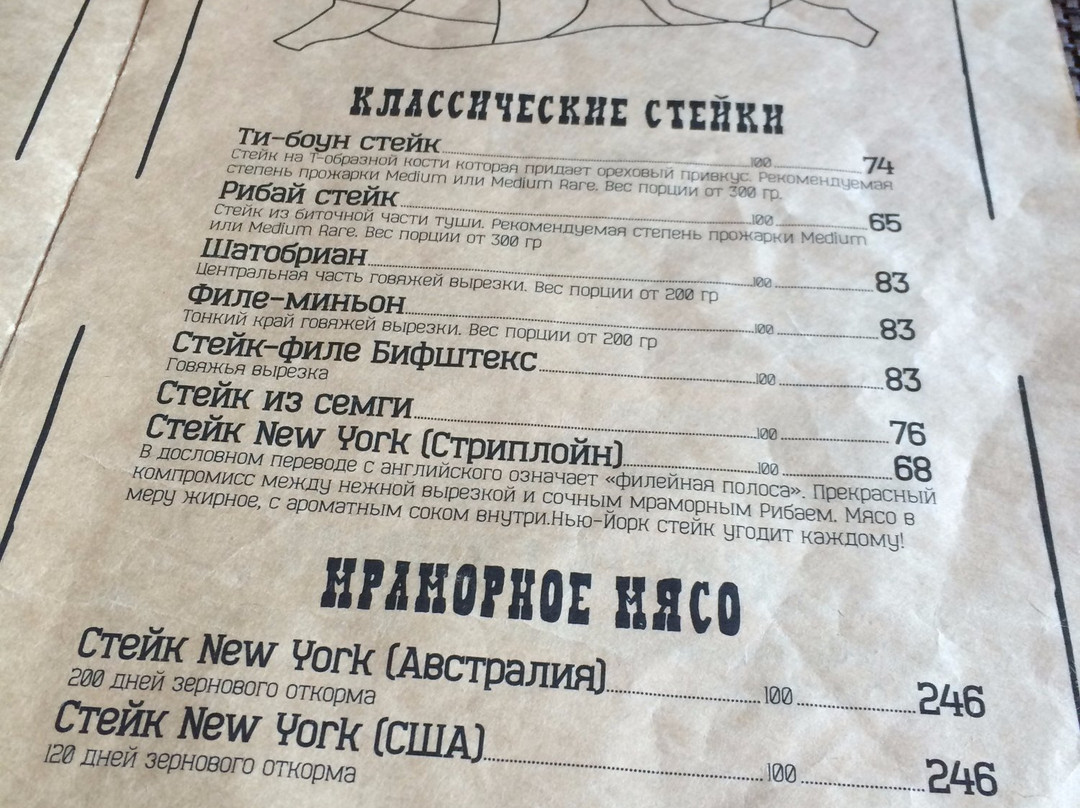 КЛАССИЧЕСКИЕ СТЕЙКИ
Ти-боун стейк 100 74
Стейк на Т-образной кости которая придает ореховый привкус. Рекомендуемая
степень прожарки Medium или Medium Rare. Вес порции от 300 гр.
Рибай стейк 100 65
Стейк из биточной части туши. Рекомендуемая степень прожарки Medium
или Medium Rare. Вес порции от 300 гр
Шатобриан 100 83
Центральная часть говяжей вырезки. Вес порции от 200 гр
Филе-миньон 100 83
Тонкий край говяжей вырезки. Вес порции от 200 гр
Стейк-филе Бифштекс 100 83
Говяжья вырезка
Стейк из семги 100 76
Стейк New York (Стриплойн) 100 68
В дословном переводе с английского означает «филейная полоса». Прекрасный
компромисс между нежной вырезкой и сочным мраморным Рибаем. Мясо в
меру жирное, с ароматным соком внутри.Нью-Йорк стейк угодит каждому!
МРАМОРНОЕ МЯСО
Стейк New York (Австралия) 100 246
200 дней зернового откорма
Стейк New York (США) 100 246
120 дней зернового откорма